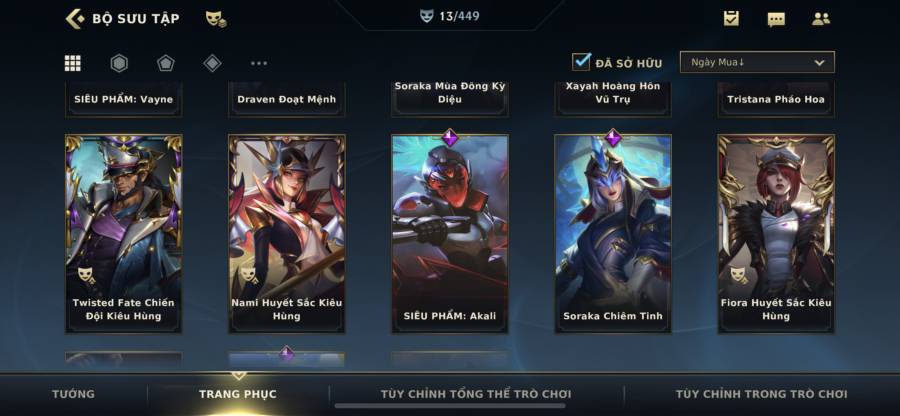 BỘ SƯU TẬP
13/449
ĐÃ SỞ HỮU
Ngày Mua↓
SIÊU PHẨM: Vayne
Draven Đoạt Mệnh
Soraka Mùa Đông Kỳ
Diệu
Xayah Hoàng Hôn
Vũ Trụ
Tristana Pháo Hoa
Twisted Fate Chiến
Đội Kiêu Hùng
Nami Huyết Sắc Kiêu
Hùng
SIÊU PHẨM: Akali
Soraka Chiêm Tinh
Fiora Huyết Sắc Kiêu
Hùng
TƯỚNG
TRANG PHỤC
TÙY CHỈNH TỔNG THỂ TRÒ CHƠI
TÙY CHỈNH TRONG TRÒ CHƠI